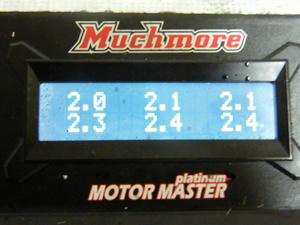 Muchmore
2.0 2.1 2.1
2.3 2.4 2.4
platinum
MOTOR MASTER